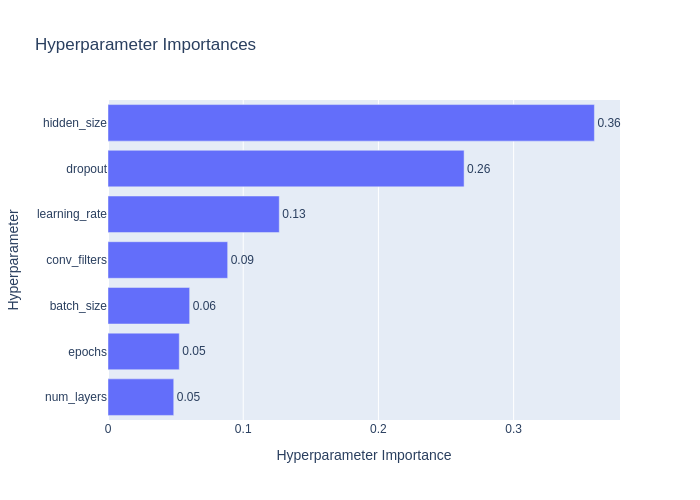 Hyperparameter Importances
Hyperparameter
hidden_size 0.36
dropout 0.26
learning_rate 0.13
conv_filters 0.09
batch_size 0.06
epochs 0.05
num_layers 0.05
0 0.1 0.2 0.3
Hyperparameter Importance